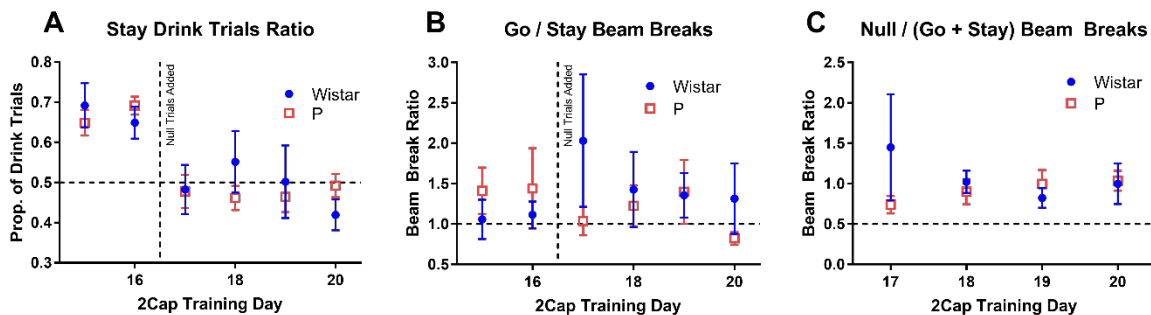 A
Stay Drink Trials Ratio
Prop. of Drink Trials
0.8
0.7
0.6
0.5
0.4
0.3
Null Trials Added
Wistar
P
16
18
20
2Cap Training Day
B
Go / Stay Beam Breaks
Beam Break Ratio
3.0
2.5
2.0
1.5
1.0
0.5
Null Trials Added
Wistar
P
16
18
20
2Cap Training Day
C
Null / (Go + Stay) Beam Breaks
Beam Break Ratio
2.5
2.0
1.5
1.0
0.5
0.0
Wistar
P
17
18
19
20
2Cap Training Day